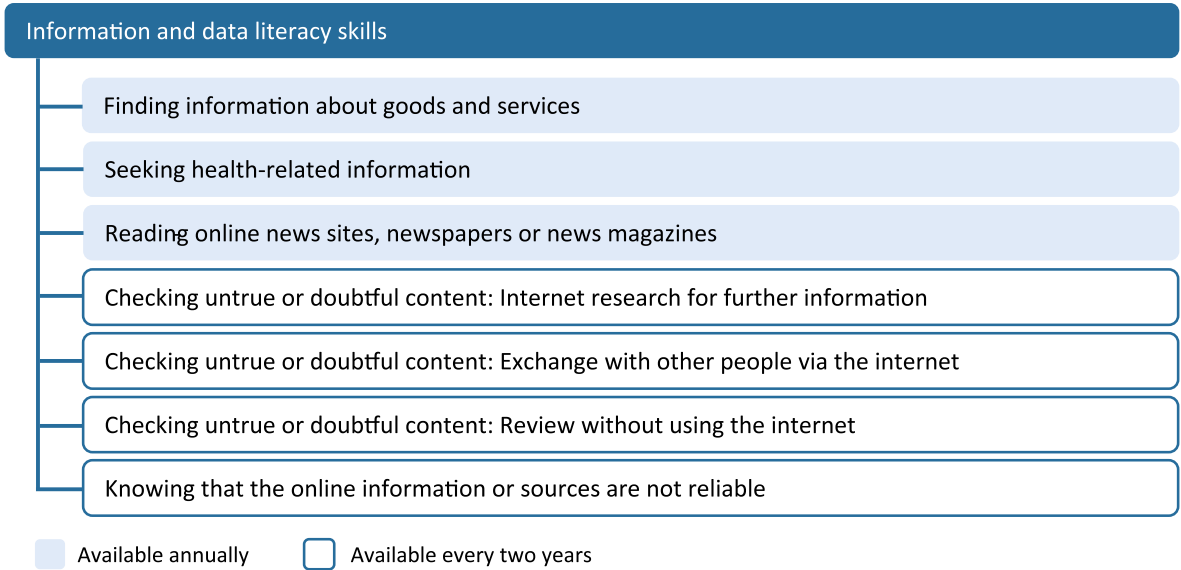 Information and data literacy skills
Finding information about goods and services
Seeking health-related information
Reading online news sites, newspapers or news magazines
Checking untrue or doubtful content: Internet research for further information
Checking untrue or doubtful content: Exchange with other people via the internet
Checking untrue or doubtful content: Review without using the internet
Knowing that the online information or sources are not reliable
Available annually
Available every two years